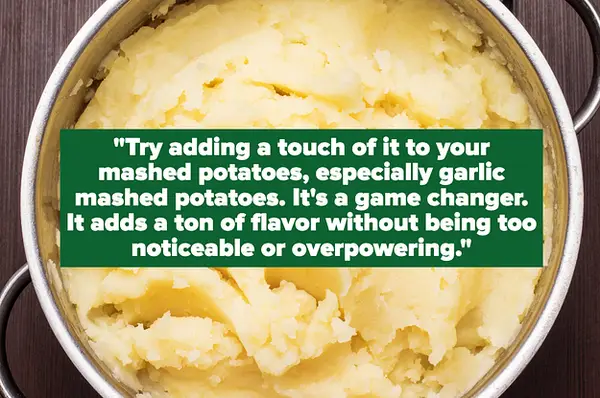 "Try adding a touch of it to your
mashed potatoes, especially garlic
mashed potatoes. It's a game changer.
It adds a ton of flavor without being too
noticeable or overpowering."